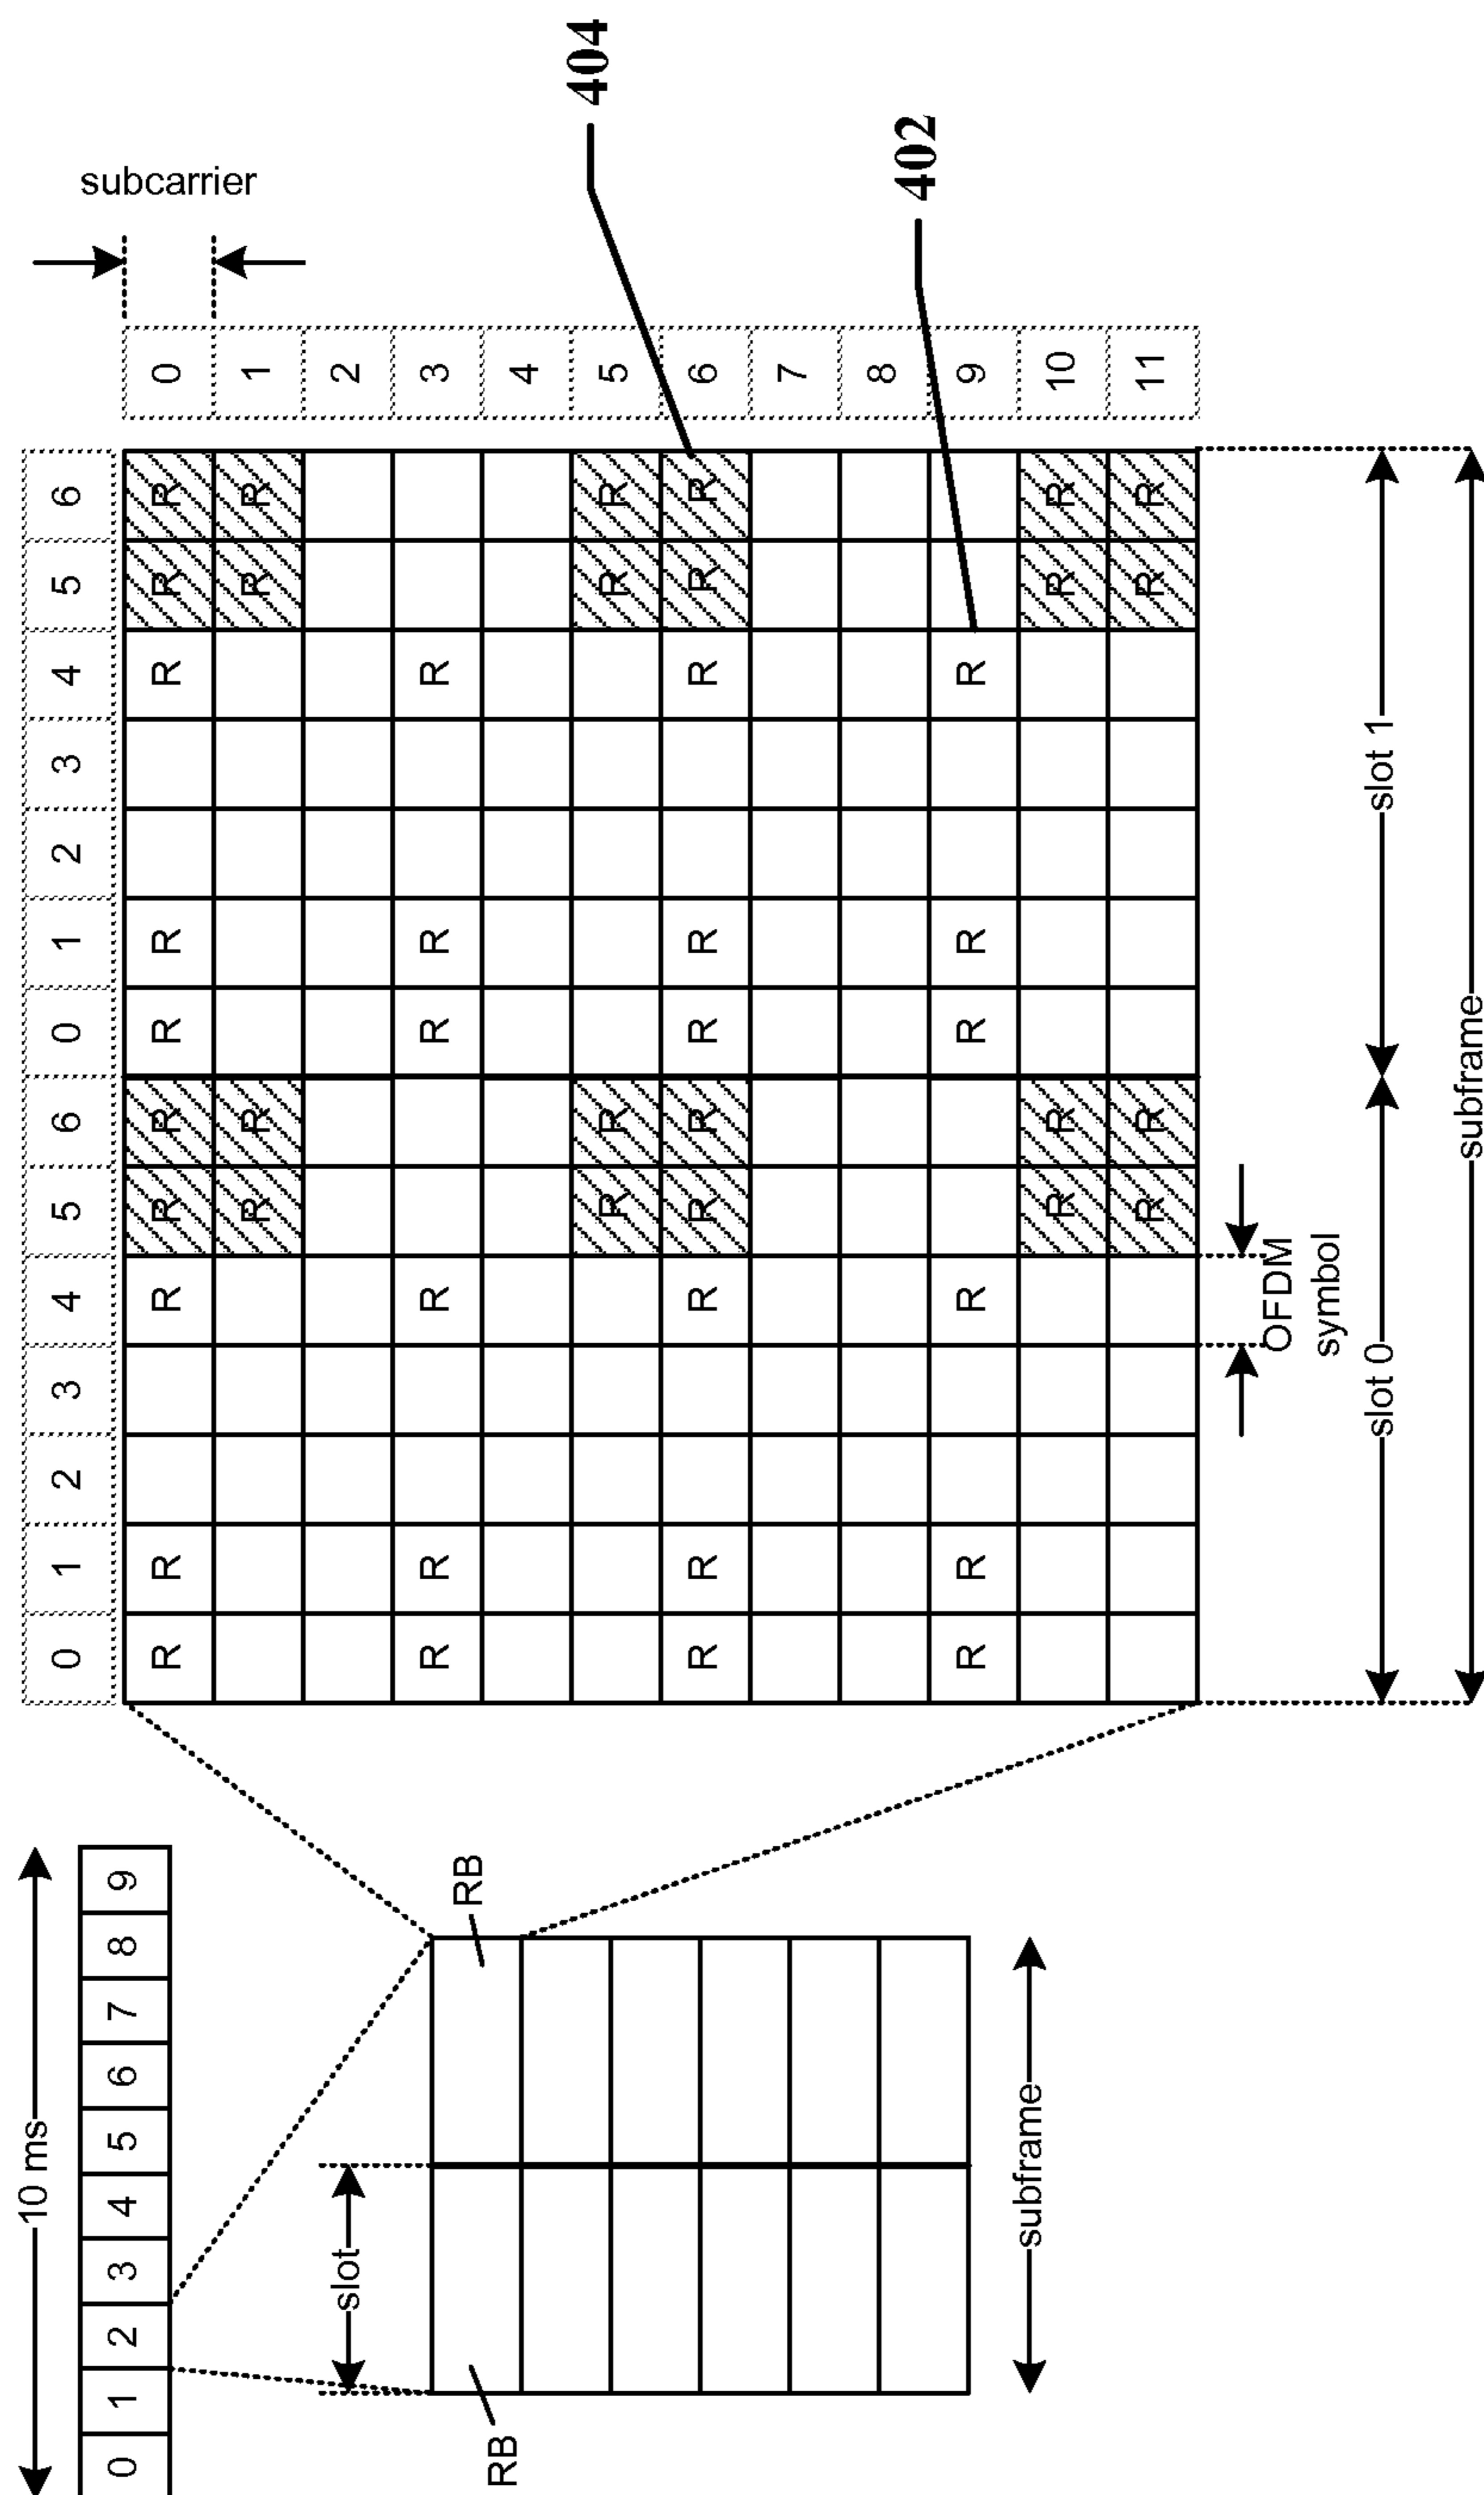 10 ms
0 1 2 3 4 5 6 7 8 9
slot
RB
RB
subframe
subcarrier
0 1 2 3 4 5 6 0 1 2 3 4 5 6
R R R R R R R R R R 0
R R R R 1
2
R R R R R R 3
4
R R R R 5
R R R R R R R R R R 6
7
8
R R R R R R 9
R R R R 10
R R R R 11
404
402
OFDM
symbol
slot 0
slot 1
subframe